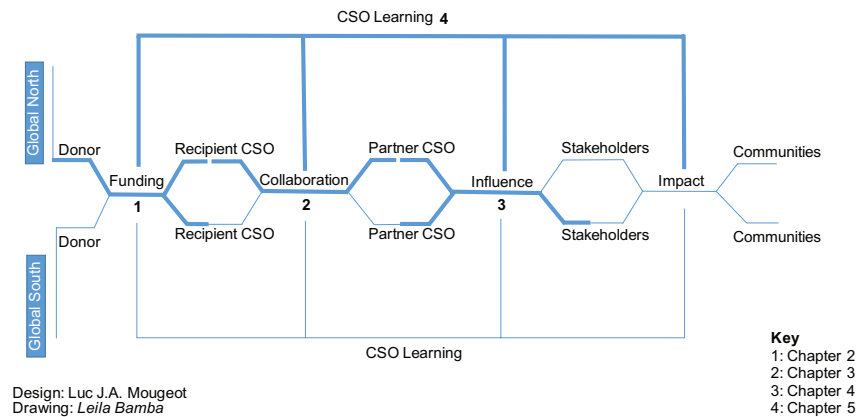 CSO Learning 4
Global North
Donor
Recipient CSO
Partner CSO
Stakeholders
Communities
Funding
Collaboration
Influence
Impact
1
2
3
Donor
Recipient CSO
Partner CSO
Stakeholders
Communities
Global South
CSO Learning
Key
1: Chapter 2
2: Chapter 3
3: Chapter 4
4: Chapter 5
Design: Luc J.A. Mougeot
Drawing: Leila Bamba